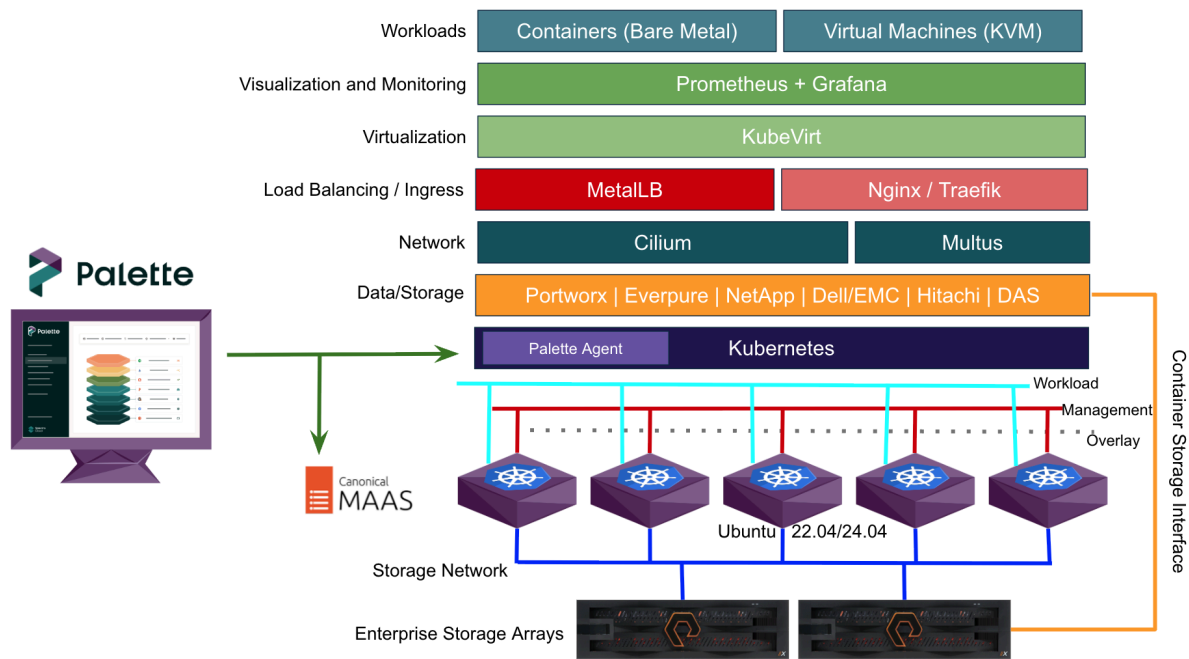 Workloads
Containers (Bare Metal)
Virtual Machines (KVM)
Visualization and Monitoring
Prometheus + Grafana
Virtualization
KubeVirt
Load Balancing / Ingress
MetalLB
Nginx / Traefik
Network
Cilium
Multus
Palette
Data/Storage
Portworx | Everpure | NetApp | Dell/EMC | Hitachi | DAS
Palette
Palette Agent
Kubernetes
Container Storage Interface
Workload
Management
Overlay
Canonical
MAAS
Ubuntu 22.04/24.04
Storage Network
Enterprise Storage Arrays